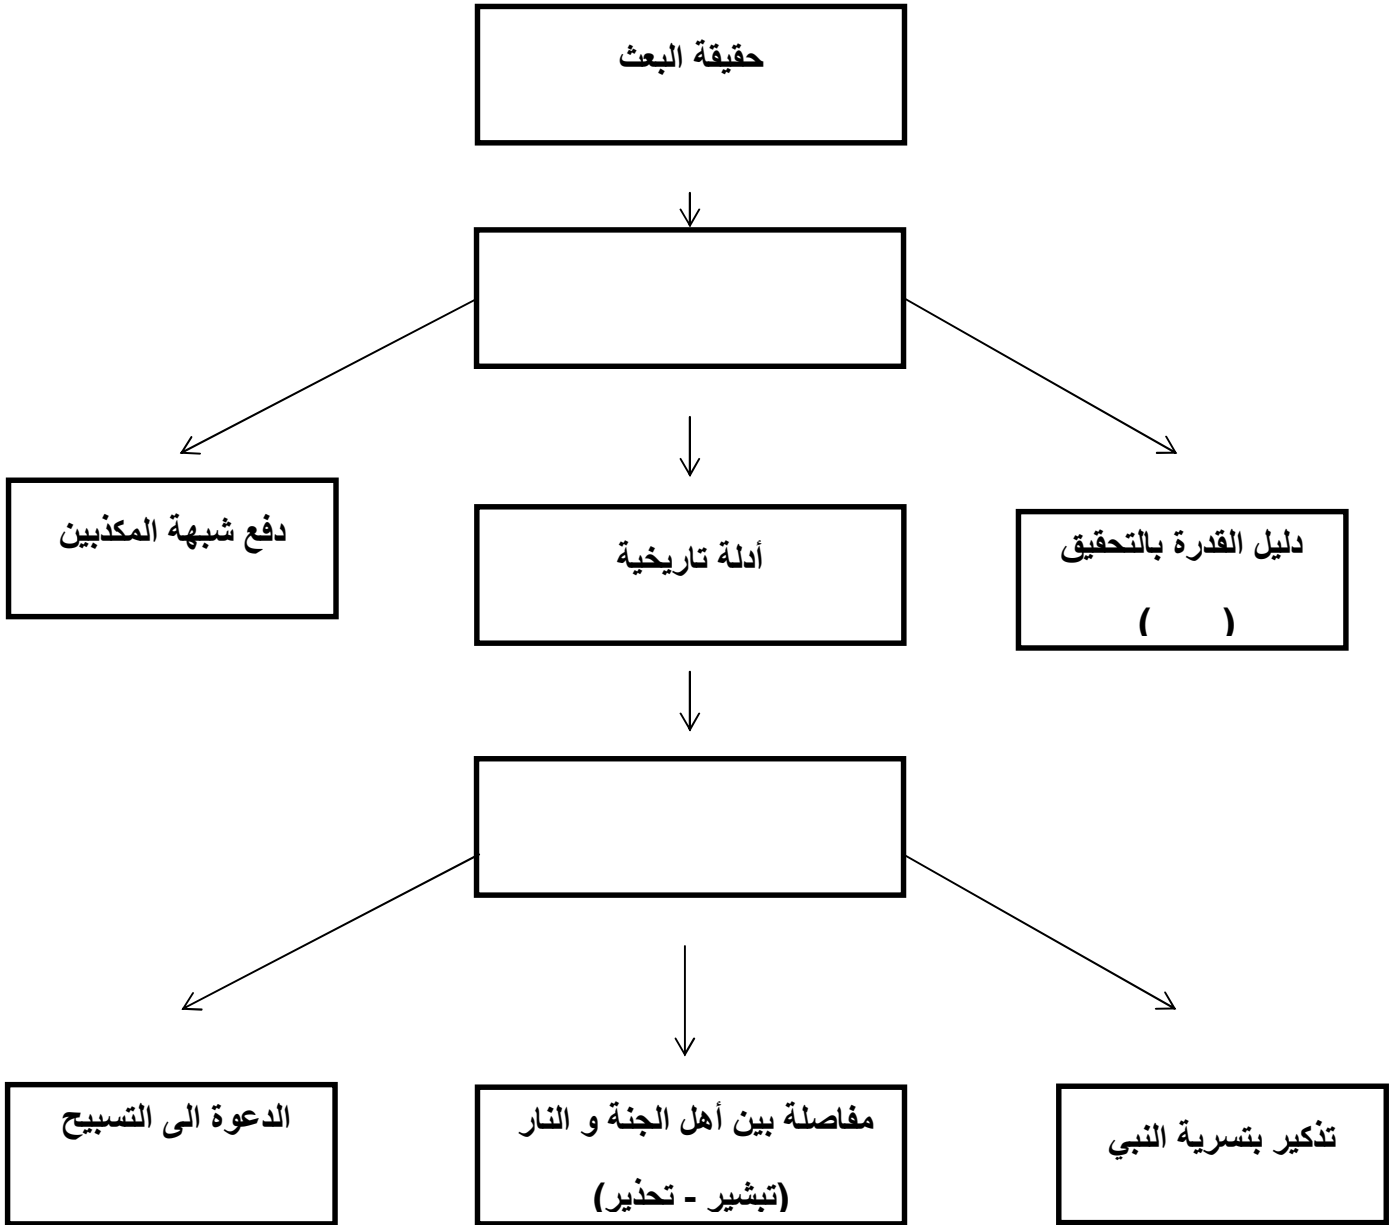 حقيقة البعث
دليل القدرة بالتحقيق
( )
أدلة تاريخية
دفع شبهة المكذبين
تذكير بتسرية النبي
مفاصلة بين أهل الجنة و النار
(تبشير - تحذير)
الدعوة الى التسبيح